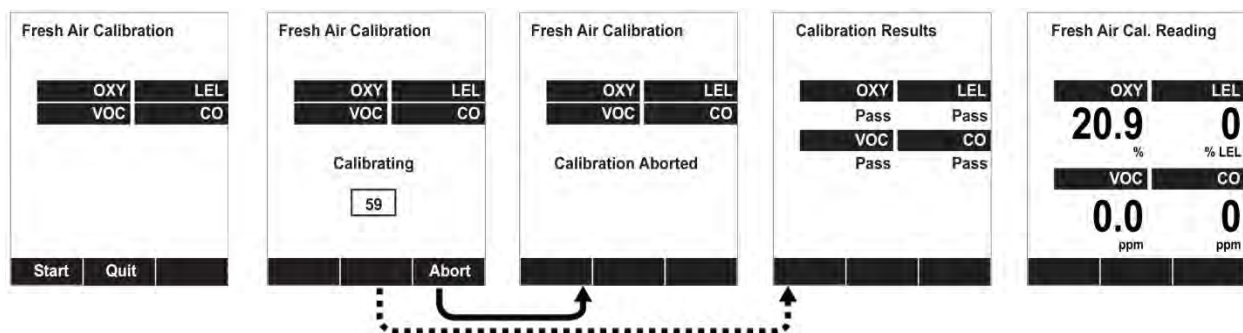 Fresh Air Calibration
OXY LEL
VOC CO
Start Quit
Fresh Air Calibration
OXY LEL
VOC CO
Calibrating
59
Abort
Fresh Air Calibration
OXY LEL
VOC CO
Calibration Aborted
Calibration Results
OXY LEL
Pass Pass
VOC CO
Pass Pass
Fresh Air Cal. Reading
OXY LEL
20.9 0
% % LEL
VOC CO
0.0 0
ppm ppm